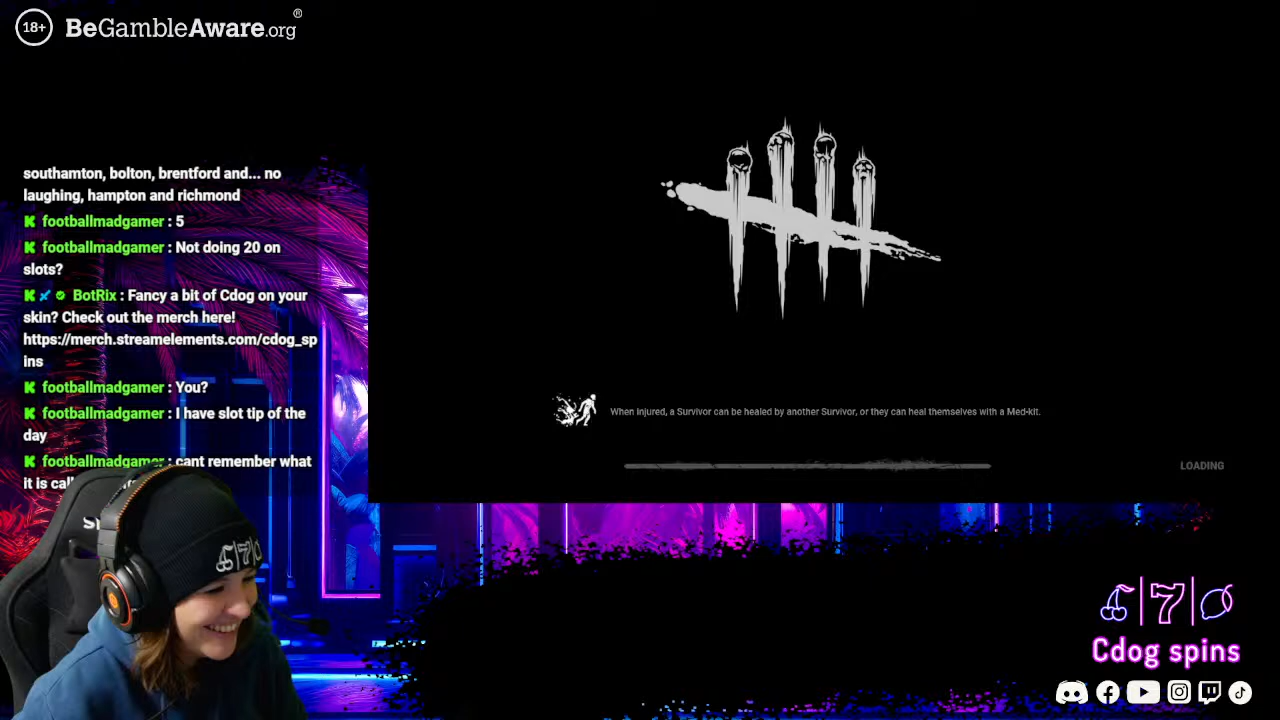 18+ BeGambleAware.org®
southamton, bolton, brentford and... no
laughing, hampton and richmond
footballmadgamer : 5
footballmadgamer : Not doing 20 on
slots?
BotRix : Fancy a bit of Cdog on your
skin? Check out the merch here!
https://merch.streamelements.com/cdog_sp
ins
footballmadgamer : You?
footballmadgamer : I have slot tip of the
day
footballmadgamer : cant remember what
it is
When injured, a Survivor can be healed by another Survivor, or they can heal themselves with a Med-kit.
LOADING
7
Cdog spins